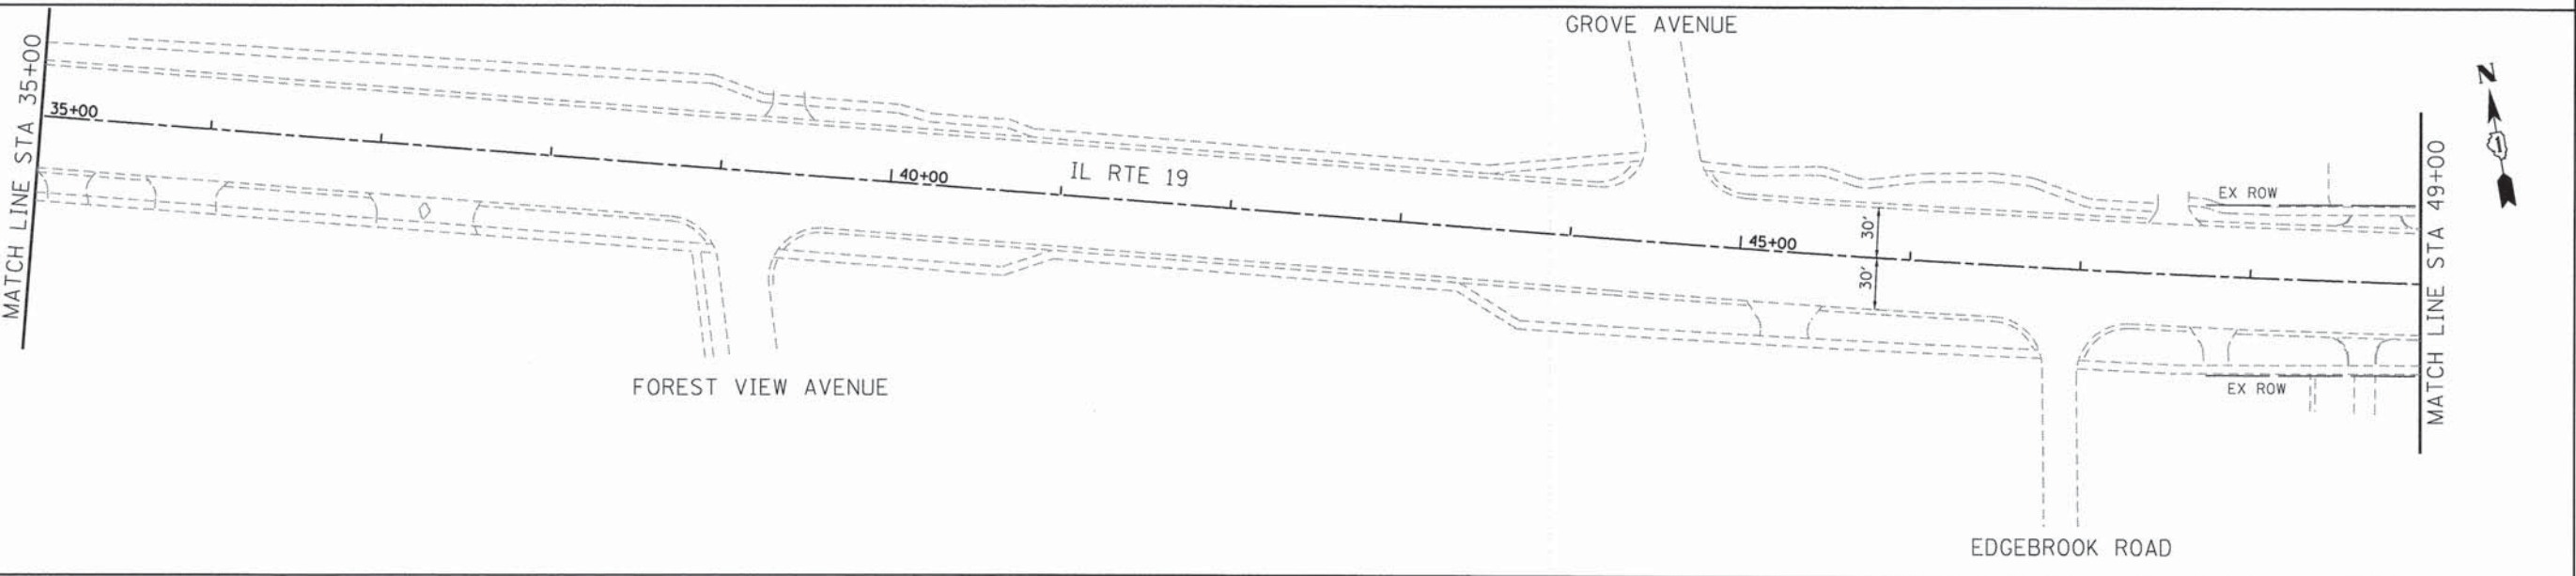 GROVE AVENUE
MATCH LINE STA 35+00
35+00
N
40+00
IL RTE 19
EX ROW
30'
45+00
30'
MATCH LINE STA 49+00
FOREST VIEW AVENUE
EX ROW
EDGEBROOK ROAD